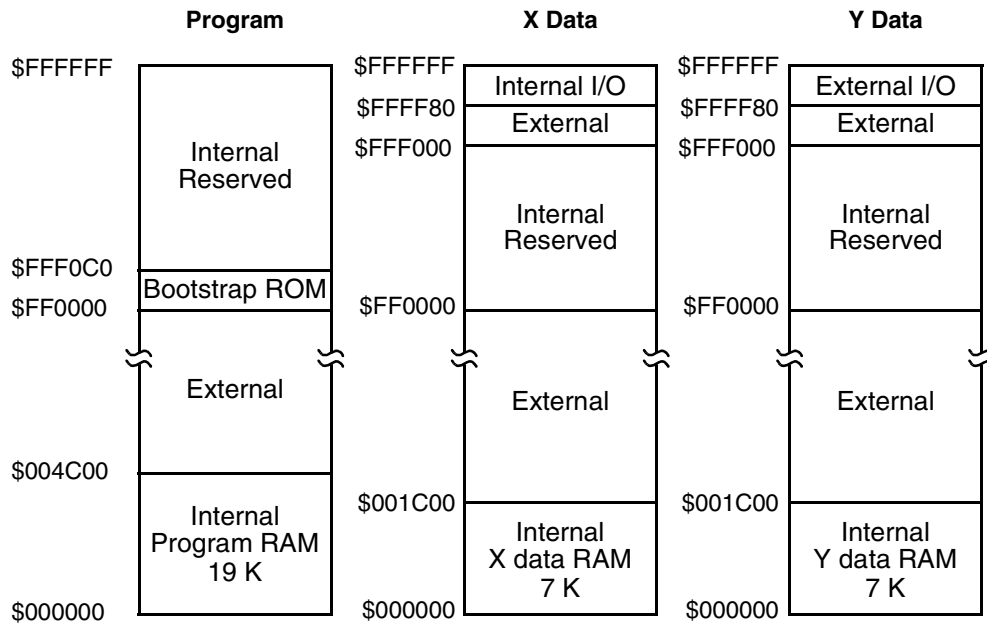 Program
$FFFFFF
Internal
Reserved
$FFF0C0
Bootstrap ROM
$FF0000
External
$004C00
Internal
Program RAM
19 K
$000000
X Data
$FFFFFF
Internal I/O
$FFFF80
External
$FFF000
Internal
Reserved
$FF0000
External
$001C00
Internal
X data RAM
7 K
$000000
Y Data
$FFFFFF
External I/O
$FFFF80
External
$FFF000
Internal
Reserved
$FF0000
External
$001C00
Internal
Y data RAM
7 K
$000000